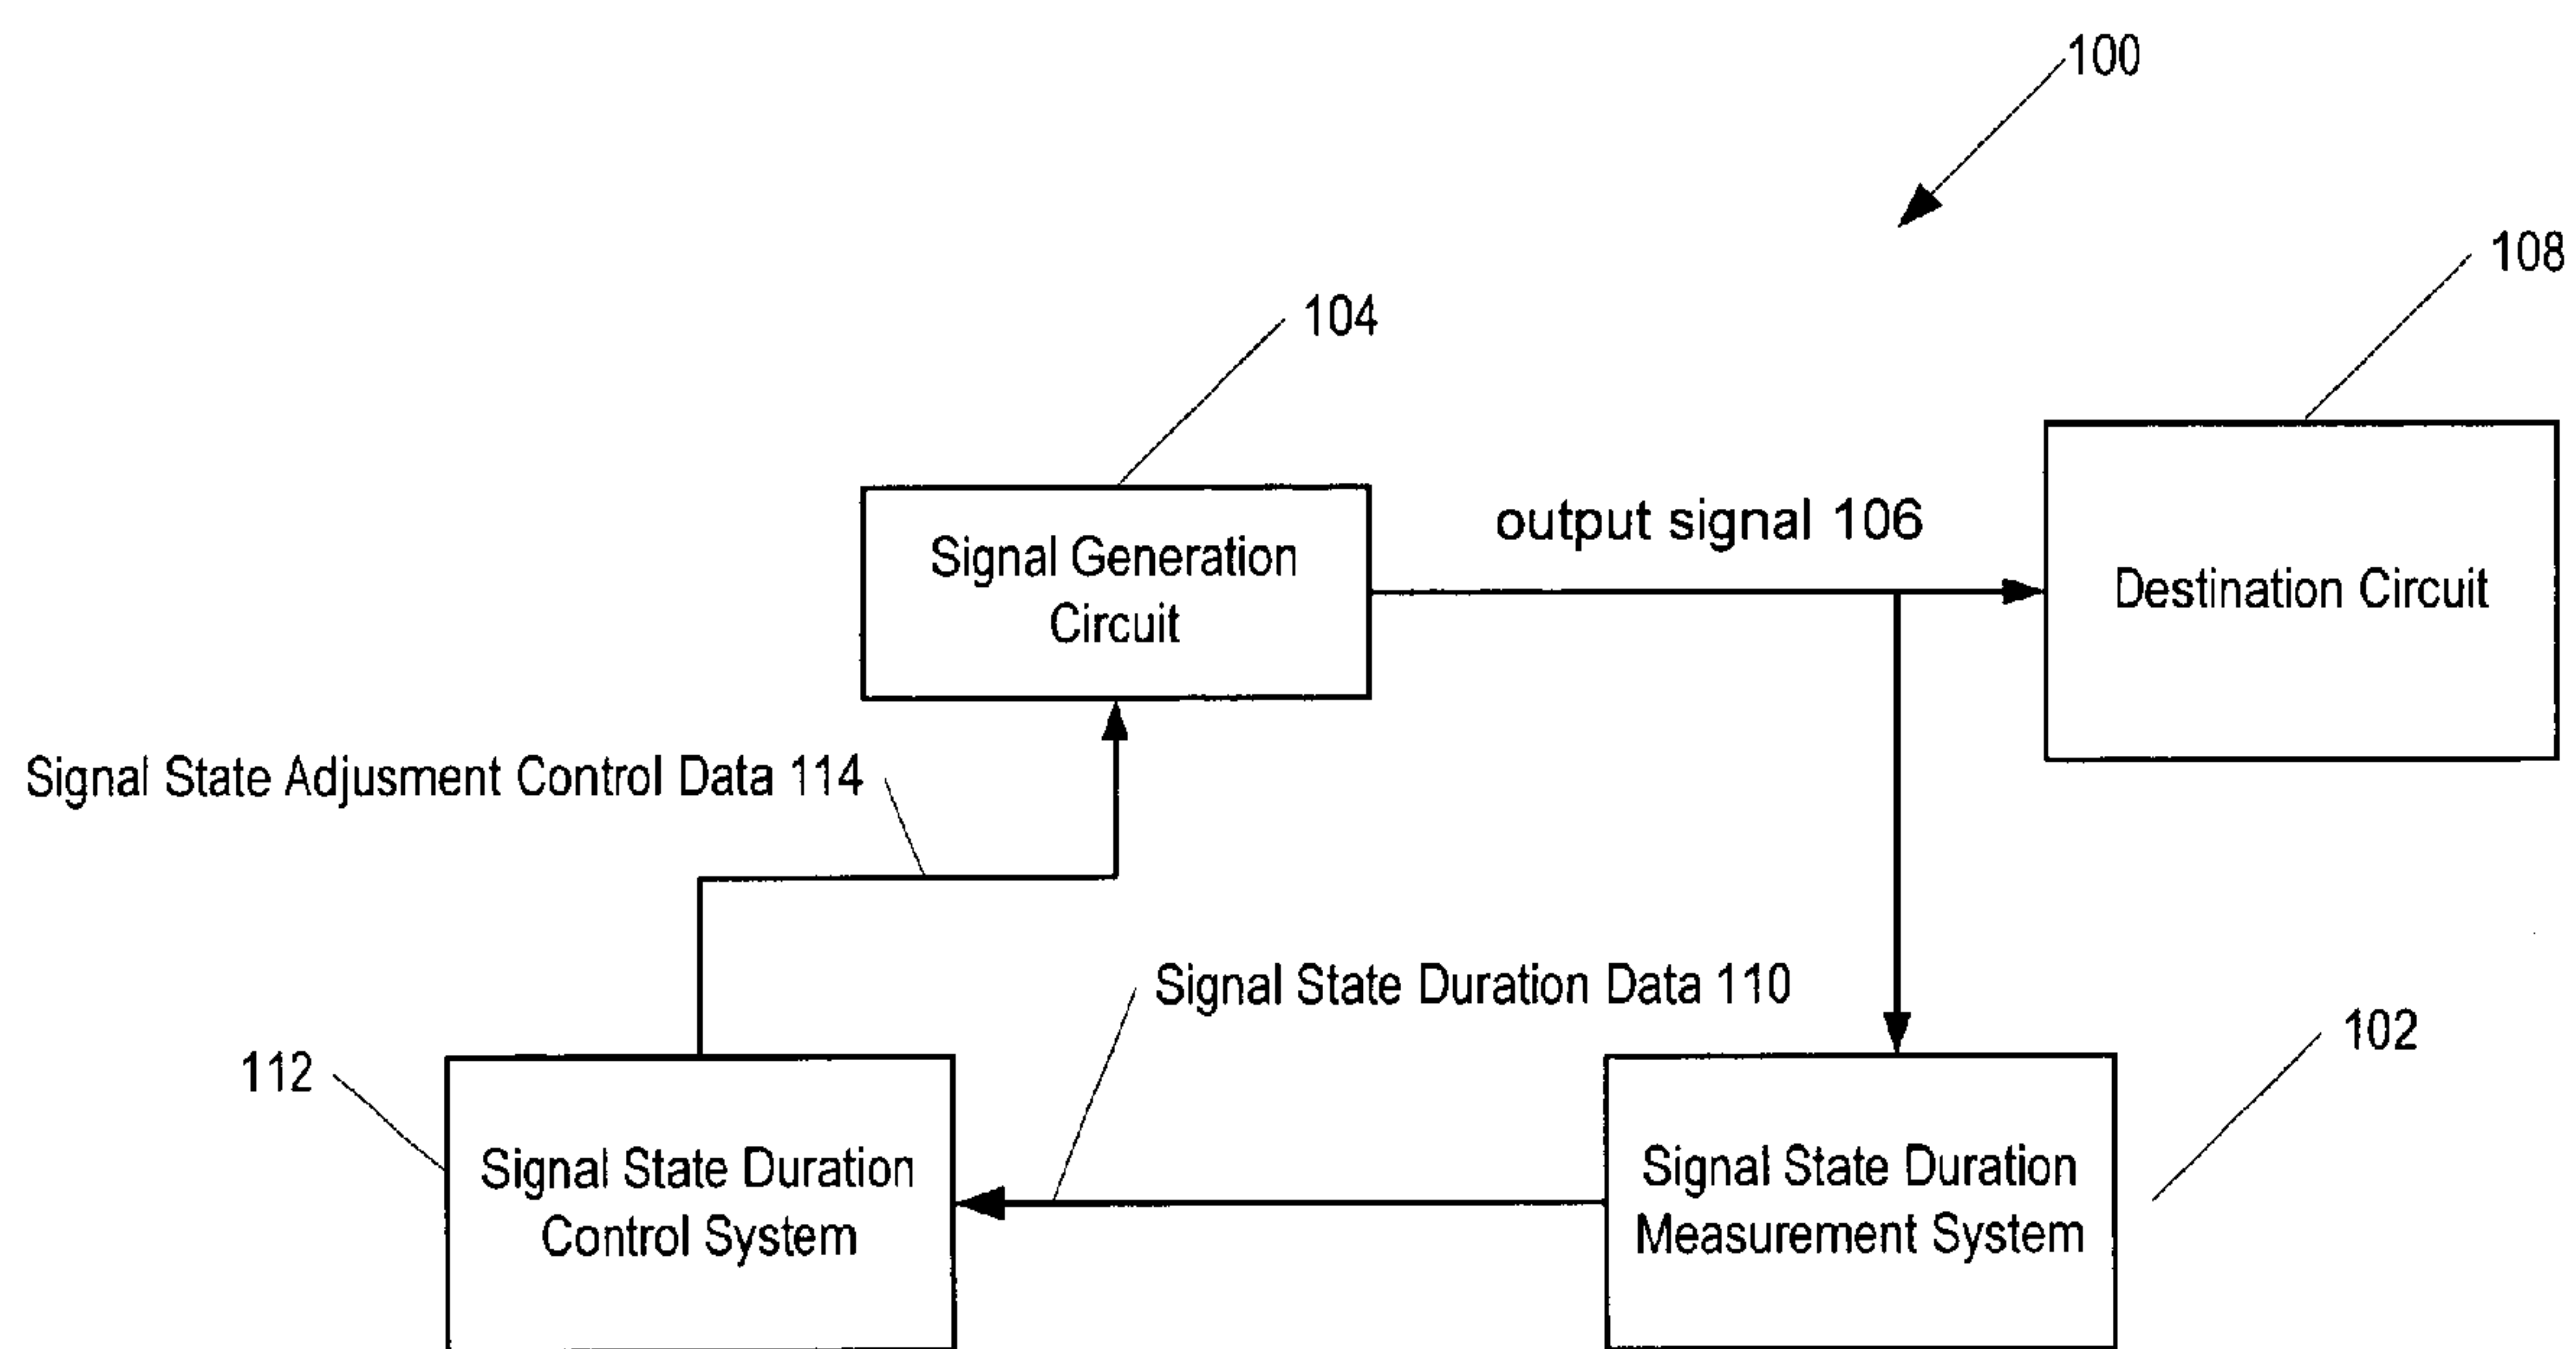 100
108
104
output signal 106
Signal Generation
Circuit
Destination Circuit
Signal State Adjusment Control Data 114
Signal State Duration Data 110
102
112
Signal State Duration
Control System
Signal State Duration
Measurement System